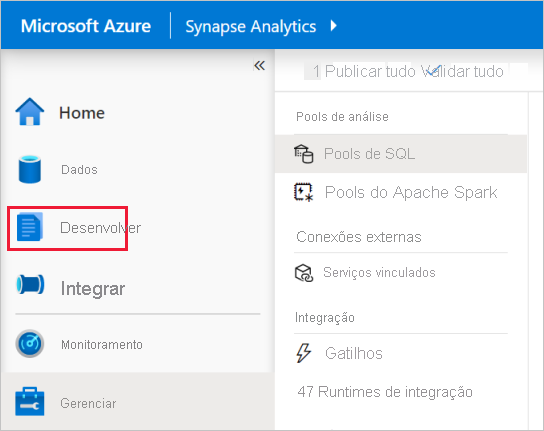 Microsoft Azure Synapse Analytics
«
1 Publicar tudo Validar tudo
Home
Dados
Desenvolver
Integrar
Monitoramento
Gerenciar
Pools de análise
Pools de SQL
Pools do Apache Spark
Conexões externas
Serviços vinculados
Integração
Gatilhos
47 Runtimes de integração